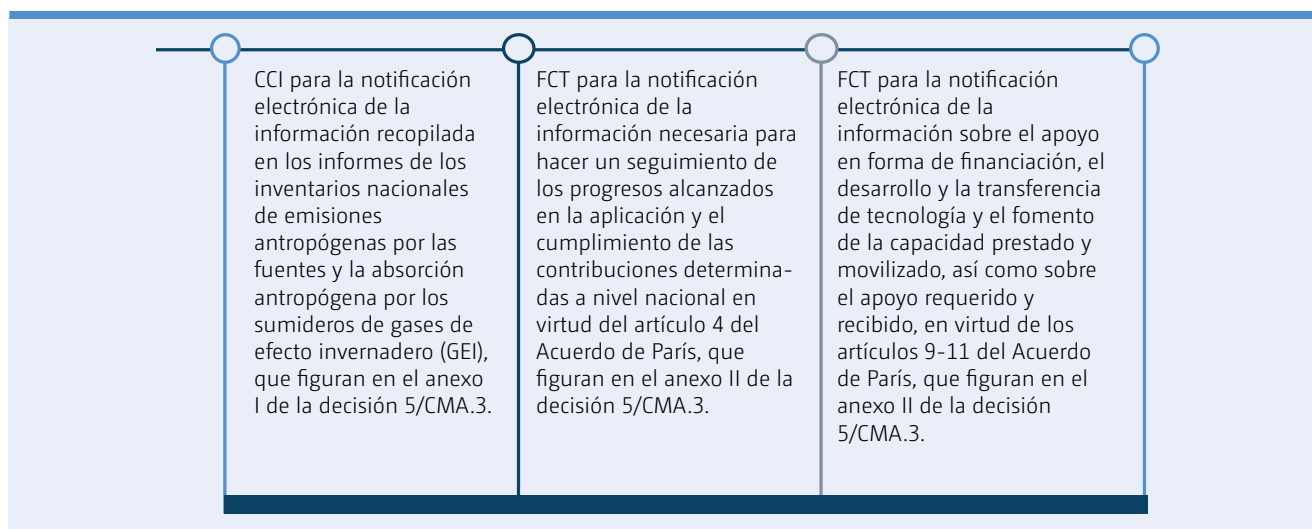 CCI para la notificación
electrónica de la
información recopilada
en los informes de los
inventarios nacionales
de emisiones
antropógenas por las
fuentes y la absorción
antropógena por los
sumideros de gases de
efecto invernadero (GEI),
que figuran en el anexo
I de la decisión 5/CMA.3.
FCT para la notificación
electrónica de la
información necesaria para
hacer un seguimiento de
los progresos alcanzados
en la aplicación y el
cumplimiento de las
contribuciones determina-
das a nivel nacional en
virtud del artículo 4 del
Acuerdo de París, que
figuran en el anexo II de la
decisión 5/CMA.3.
FCT para la notificación
electrónica de la
información sobre el apoyo
en forma de financiación, el
desarrollo y la transferencia
de tecnología y el fomento
de la capacidad prestado y
movilizado, así como sobre
el apoyo requerido y
recibido, en virtud de los
artículos 9-11 del Acuerdo
de París, que figuran en el
anexo II de la decisión
5/CMA.3.